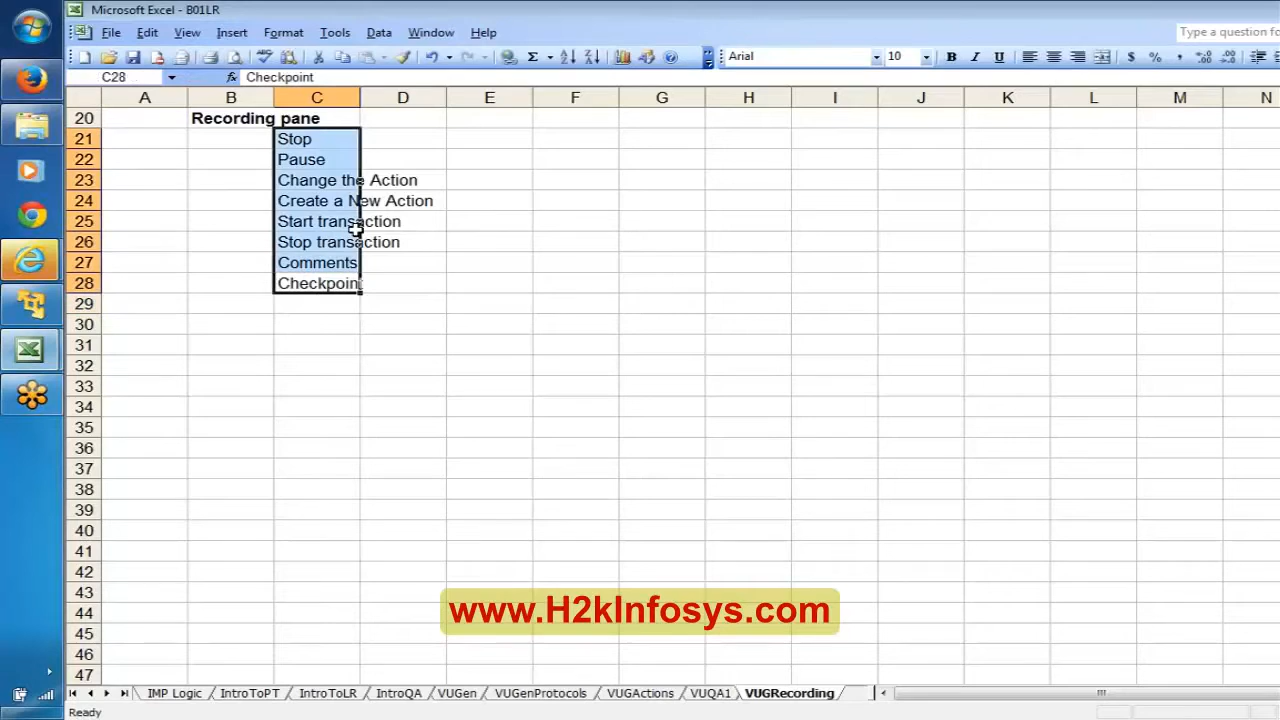 Microsoft Excel - B01LR
File Edit View Insert Format Tools Data Window Help
Type a question fo
Arial 10 B I U $ % ,
C28 fx Checkpoint
A B C D E F G H I J K L M N
20 Recording pane
21 Stop
22 Pause
23 Change the Action
24 Create a New Action
25 Start transaction
26 Stop transaction
27 Comments
28 Checkpoint
29
30
31
32
33
34
35
36
37
38
39
40
41
42
43
44
45
46
47
www.H2kInfosys.com
IMP Logic IntroToPT IntroToLR IntroQA VUGen VUGenProtocols VUGActions VUQA1 VUGRecording
Ready